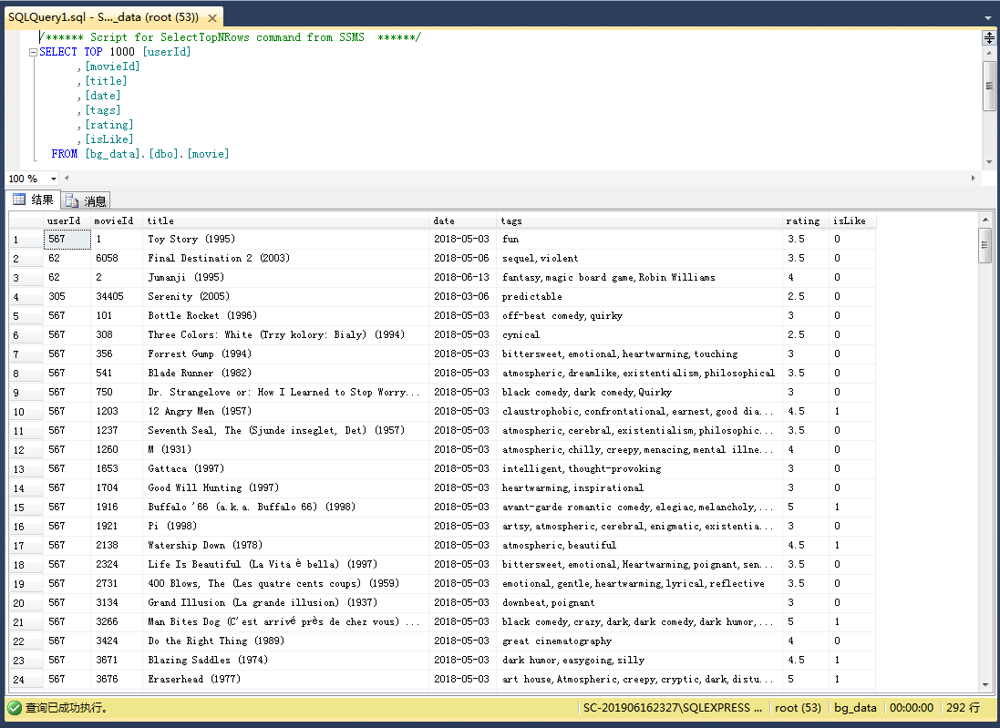 SQLQuery1.sql - S..._data (root (53))
/****** Script for SelectTopNRows command from SSMS  ******/
SELECT TOP 1000 [userId]
,[movieId]
,[title]
,[date]
,[tags]
,[rating]
,[isLike]
FROM [bg_data].[dbo].[movie]
100 %
结果 消息
userId movieId title date tags rating isLike
1 567 1 Toy Story (1995) 2018-05-03 fun 3.5 0
2 62 6058 Final Destination 2 (2003) 2018-05-06 sequel,violent 3.5 0
3 62 2 Jumanji (1995) 2018-06-13 fantasy,magic board game,Robin Williams 4 0
4 305 34405 Serenity (2005) 2018-03-06 predictable 2.5 0
5 567 101 Bottle Rocket (1996) 2018-05-03 off-beat comedy,quirky 3 0
6 567 308 Three Colors: White (Trzy kolory: Bialy) (1994) 2018-05-03 cynical 2.5 0
7 567 356 Forrest Gump (1994) 2018-05-03 bittersweet,emotional,heartwarming,touching 3 0
8 567 541 Blade Runner (1982) 2018-05-03 atmospheric,dreamlike,existentialism,philosophical 3.5 0
9 567 750 Dr. Strangelove or: How I Learned to Stop Worry... 2018-05-03 black comedy,dark comedy,Quirky 3 0
10 567 1203 12 Angry Men (1957) 2018-05-03 claustrophobic,confrontational,earnest,good dia... 4.5 1
11 567 1237 Seventh Seal, The (Sjunde inseglet, Det) (1957) 2018-05-03 atmospheric,cerebral,existentialism,philosophic... 3.5 0
12 567 1260 M (1931) 2018-05-03 atmospheric,chilly,creepy,menacing,mental illne... 4 0
13 567 1653 Gattaca (1997) 2018-05-03 intelligent,thought-provoking 3 0
14 567 1704 Good Will Hunting (1997) 2018-05-03 heartwarming,inspirational 3 0
15 567 1916 Buffalo '66 (a.k.a. Buffalo 66) (1998) 2018-05-03 avant-garde romantic comedy,elegiac,melancholy,... 5 1
16 567 1921 Pi (1998) 2018-05-03 artsy,atmospheric,cerebral,enigmatic,existentia... 3 0
17 567 2138 Watership Down (1978) 2018-05-03 atmospheric,beautiful 4.5 1
18 567 2324 Life Is Beautiful (La Vita è bella) (1997) 2018-05-03 bittersweet,emotional,Heartwarming,poignant,sen... 3.5 0
19 567 2731 400 Blows, The (Les quatre cents coups) (1959) 2018-05-03 emotional,gentle,heartwarming,lyrical,reflective 3.5 0
20 567 3134 Grand Illusion (La grande illusion) (1937) 2018-05-03 downbeat,poignant 3 0
21 567 3266 Man Bites Dog (C'est arrivé près de chez vous) ... 2018-05-03 black comedy,crazy,dark,dark comedy,dark humor,... 5 1
22 567 3424 Do the Right Thing (1989) 2018-05-03 great cinematography 4 0
23 567 3671 Blazing Saddles (1974) 2018-05-03 dark humor,easygoing,silly 4.5 1
24 567 3676 Eraserhead (1977) 2018-05-03 art house,Atmospheric,creepy,cryptic,dark,distu... 5 1
查询已成功执行。 SC-201906162327\SQLEXPRESS ... root (53) bg_data 00:00:00 292 行